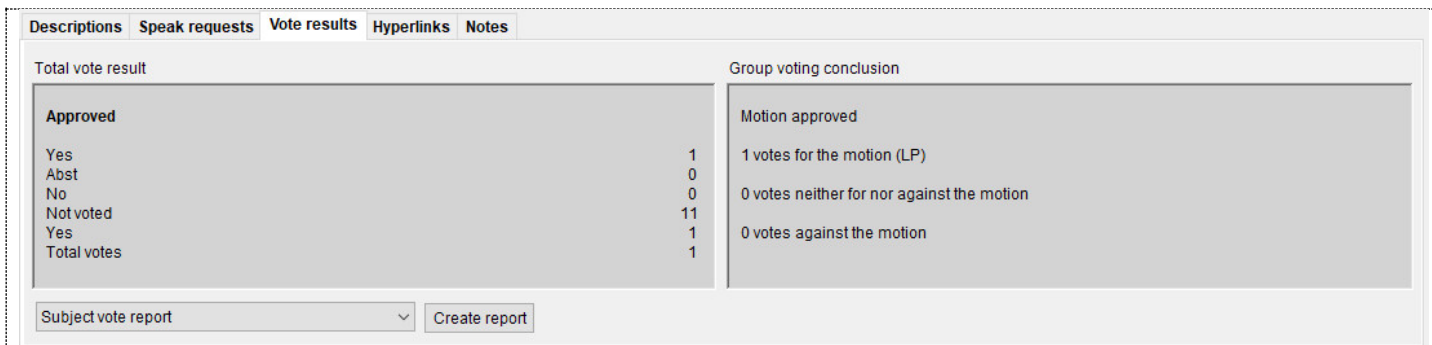 Descriptions Speak requests Vote results Hyperlinks Notes
Total vote result
Approved
Yes 1
Abst 0
No 0
Not voted 11
Yes 1
Total votes 1
Group voting conclusion
Motion approved
1 votes for the motion (LP)
0 votes neither for nor against the motion
0 votes against the motion
Subject vote report Create report